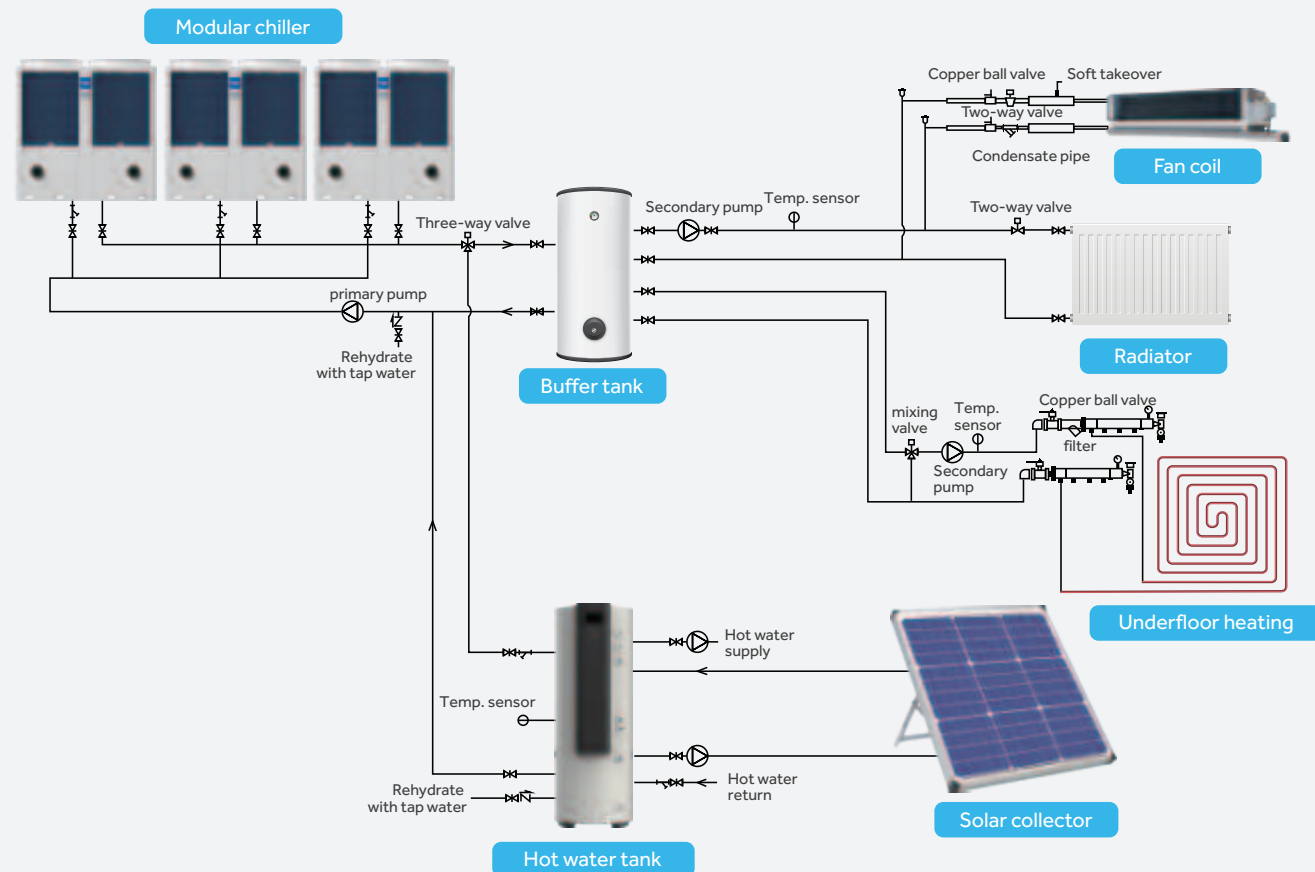 Modular chiller
Copper ball valve
Soft takeover
Two-way valve
Condensate pipe
Fan coil
Three-way valve
Secondary pump
Temp. sensor
Two-way valve
primary pump
Rehydrate
with tap water
Buffer tank
Radiator
Copper ball valve
mixing
valve
Temp.
sensor
filter
Secondary
pump
Underfloor heating
Hot water
supply
Temp. sensor
Hot water
return
Rehydrate
with tap water
Solar collector
Hot water tank